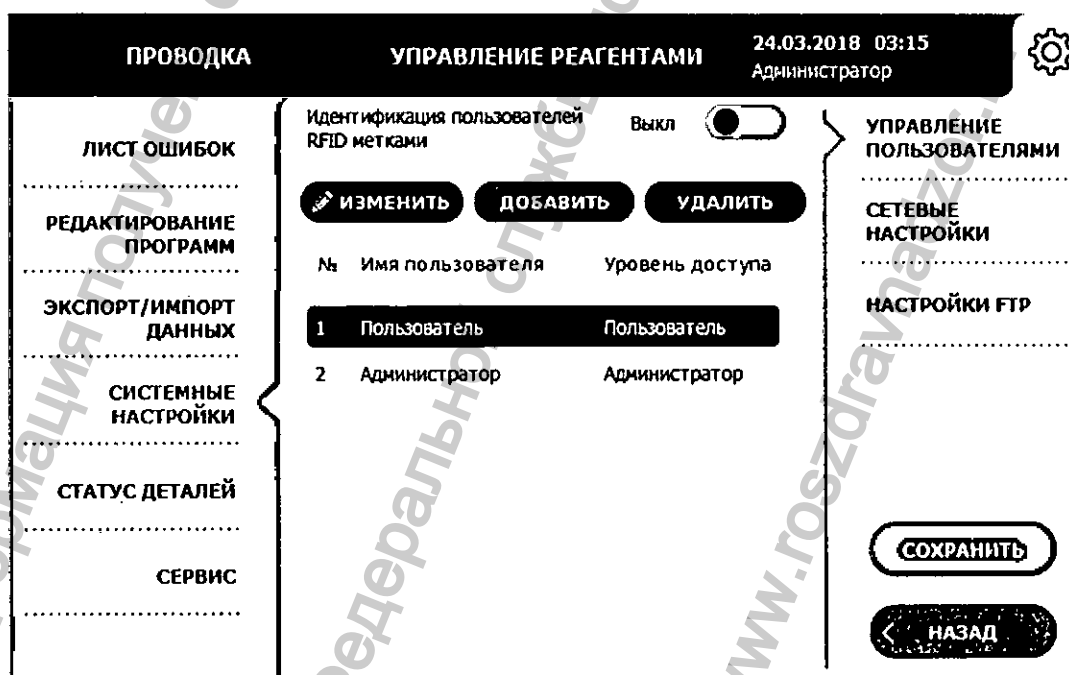 ПРОВОДКА
УПРАВЛЕНИЕ РЕАГЕНТАМИ
24.03.2018 03:15
Администратор
ЛИСТ ОШИБОК
РЕДАКТИРОВАНИЕ
ПРОГРАММ
ЭКСПОРТ/ИМПОРТ
ДАННЫХ
СИСТЕМНЫЕ
НАСТРОЙКИ
СТАТУС ДЕТАЛЕЙ
СЕРВИС
Идентификация пользователей
RFID метками
Выкл
ИЗМЕНИТЬ
ДОБАВИТЬ
УДАЛИТЬ
№ Имя пользователя Уровень доступа
1 Пользователь Пользователь
2 Администратор Администратор
УПРАВЛЕНИЕ
ПОЛЬЗОВАТЕЛЯМИ
СЕТЕВЫЕ
НАСТРОЙКИ
НАСТРОЙКИ FTP
СОХРАНИТЬ
НАЗАД
www.roszdravnadzor.